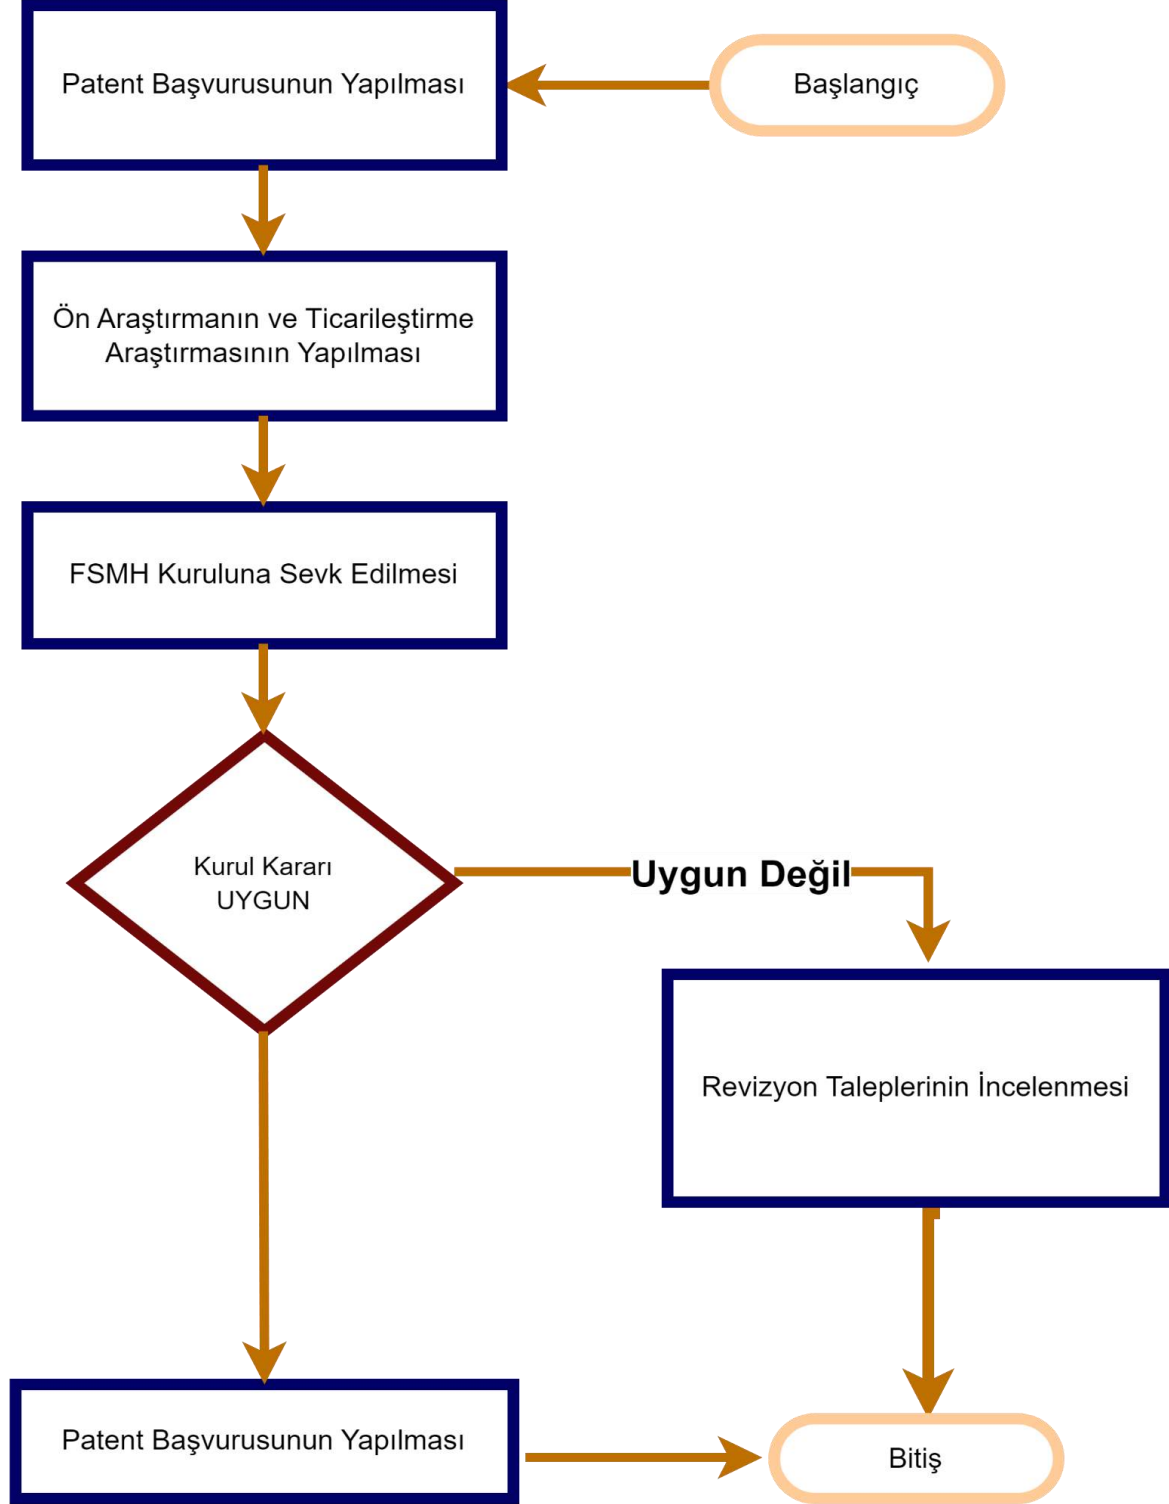 Patent Başvurusunun Yapılması
Başlangıç
Ön Araştırmanın ve Ticarileştirme
Araştırmasının Yapılması
FSMH Kuruluna Sevk Edilmesi
Kurul Kararı
UYGUN
Uygun Değil
Revizyon Taleplerinin İncelenmesi
Patent Başvurusunun Yapılması
Bitiş